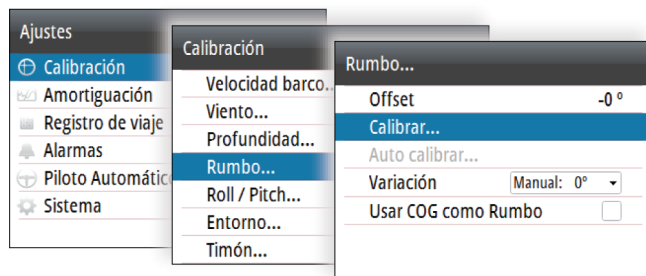 Ajustes
Calibración
Amortiguación
Registro de viaje
Alarmas
Piloto Automático
Sistema
Calibración
Velocidad barco..
Viento...
Profundidad...
Rumbo...
Roll / Pitch...
Entorno...
Timón...
Rumbo...
Offset -0 º
Calibrar...
Auto calibrar...
Variación Manual: 0º
Usar COG como Rumbo